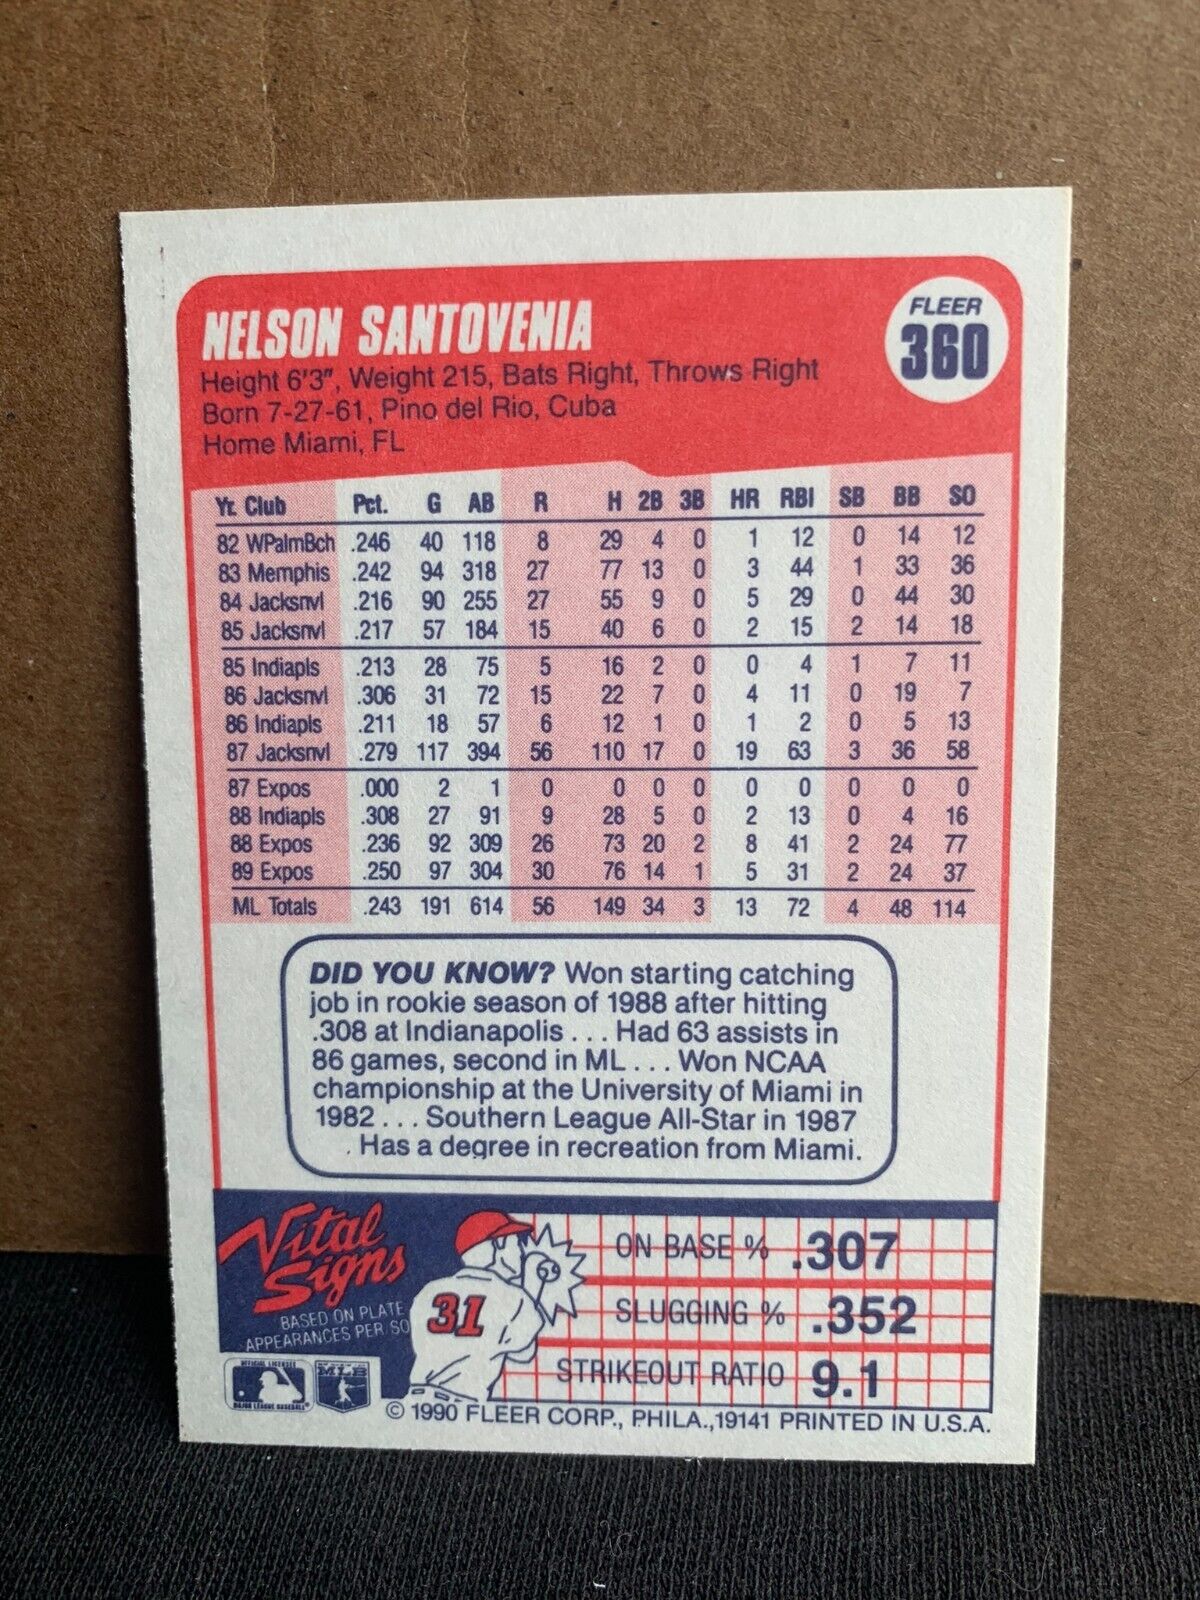 NELSON SANTOVENIA
FLEER
360
Height 6'3", Weight 215, Bats Right, Throws Right
Born 7-27-61, Pino del Rio, Cuba
Home Miami, FL
Yr. Club Pct. G AB R H 2B 3B HR RBI SB BB SO
82 WPalmBch .246 40 118 8 29 4 0 1 12 0 14 12
83 Memphis .242 94 318 27 77 13 0 3 44 1 33 36
84 Jacksnvl .216 90 255 27 55 9 0 5 29 0 44 30
85 Jacksnvl .217 57 184 15 40 6 0 2 15 2 14 18
85 Indiapls .213 28 75 5 16 2 0 0 4 1 7 11
86 Jacksnvl .306 31 72 15 22 7 0 4 11 0 19 7
86 Indiapls .211 18 57 6 12 1 0 1 2 0 5 13
87 Jacksnvl .279 117 394 56 110 17 0 19 63 3 36 58
87 Expos .000 2 1 0 0 0 0 0 0 0 0 0
88 Indiapls .308 27 91 9 28 5 0 2 13 0 4 16
88 Expos .236 92 309 26 73 20 2 8 41 2 24 77
89 Expos .250 97 304 30 76 14 1 5 31 2 24 37
ML Totals .243 191 614 56 149 34 3 13 72 4 48 114
DID YOU KNOW? Won starting catching
job in rookie season of 1988 after hitting
.308 at Indianapolis . . . Had 63 assists in
86 games, second in ML . . . Won NCAA
championship at the University of Miami in
1982 . . . Southern League All-Star in 1987
. Has a degree in recreation from Miami.
Vital
Signs
BASED ON PLATE
APPEARANCES PER SO
31
ON BASE % .307
SLUGGING % .352
STRIKEOUT RATIO 9.1
OFFICIAL LICENSEE
MAJOR LEAGUE BASEBALL
MLB
© 1990 FLEER CORP., PHILA.,19141 PRINTED IN U.S.A.